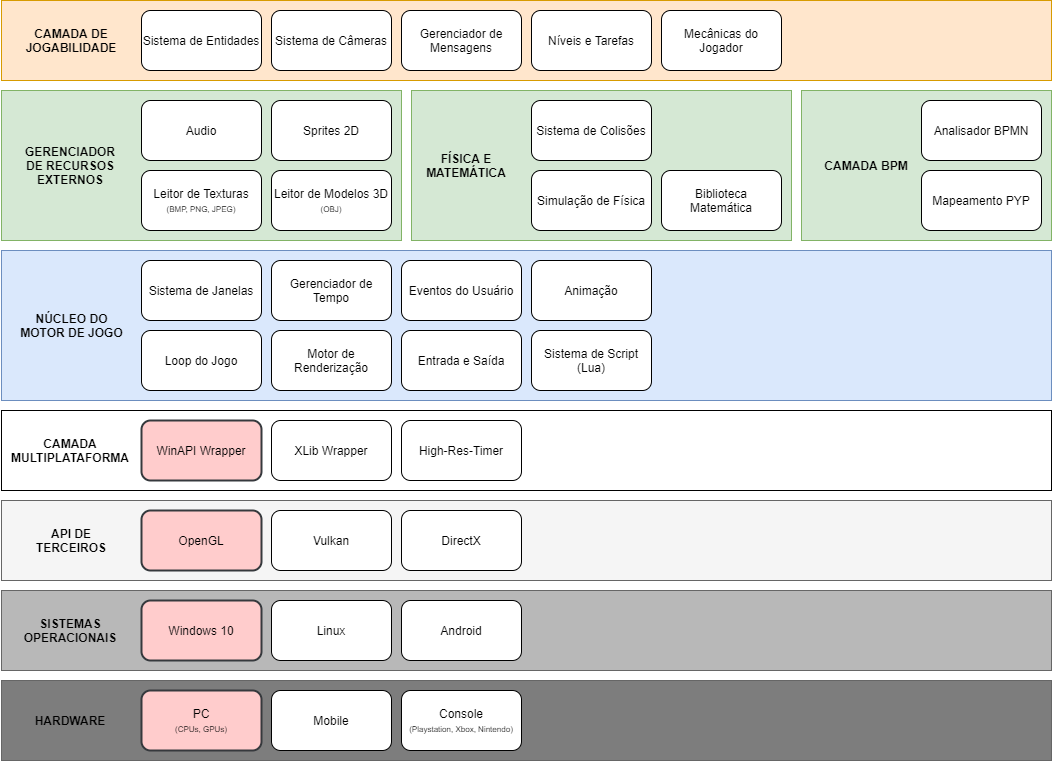 CAMADA DE
JOGABILIDADE
Sistema de Entidades
Sistema de Câmeras
Gerenciador de
Mensagens
Níveis e Tarefas
Mecânicas do
Jogador
GERENCIADOR
DE RECURSOS
EXTERNOS
Audio
Sprites 2D
Leitor de Texturas
(BMP, PNG, JPEG)
Leitor de Modelos 3D
(OBJ)
FÍSICA E
MATEMÁTICA
Sistema de Colisões
Simulação de Física
Biblioteca
Matemática
CAMADA BPM
Analisador BPMN
Mapeamento PYP
NÚCLEO DO
MOTOR DE JOGO
Sistema de Janelas
Gerenciador de
Tempo
Eventos do Usuário
Animação
Loop do Jogo
Motor de
Renderização
Entrada e Saída
Sistema de Script
(Lua)
CAMADA
MULTIPLATAFORMA
WinAPI Wrapper
XLib Wrapper
High-Res-Timer
API DE
TERCEIROS
OpenGL
Vulkan
DirectX
SISTEMAS
OPERACIONAIS
Windows 10
Linux
Android
HARDWARE
PC
(CPUs, GPUs)
Mobile
Console
(Playstation, Xbox, Nintendo)